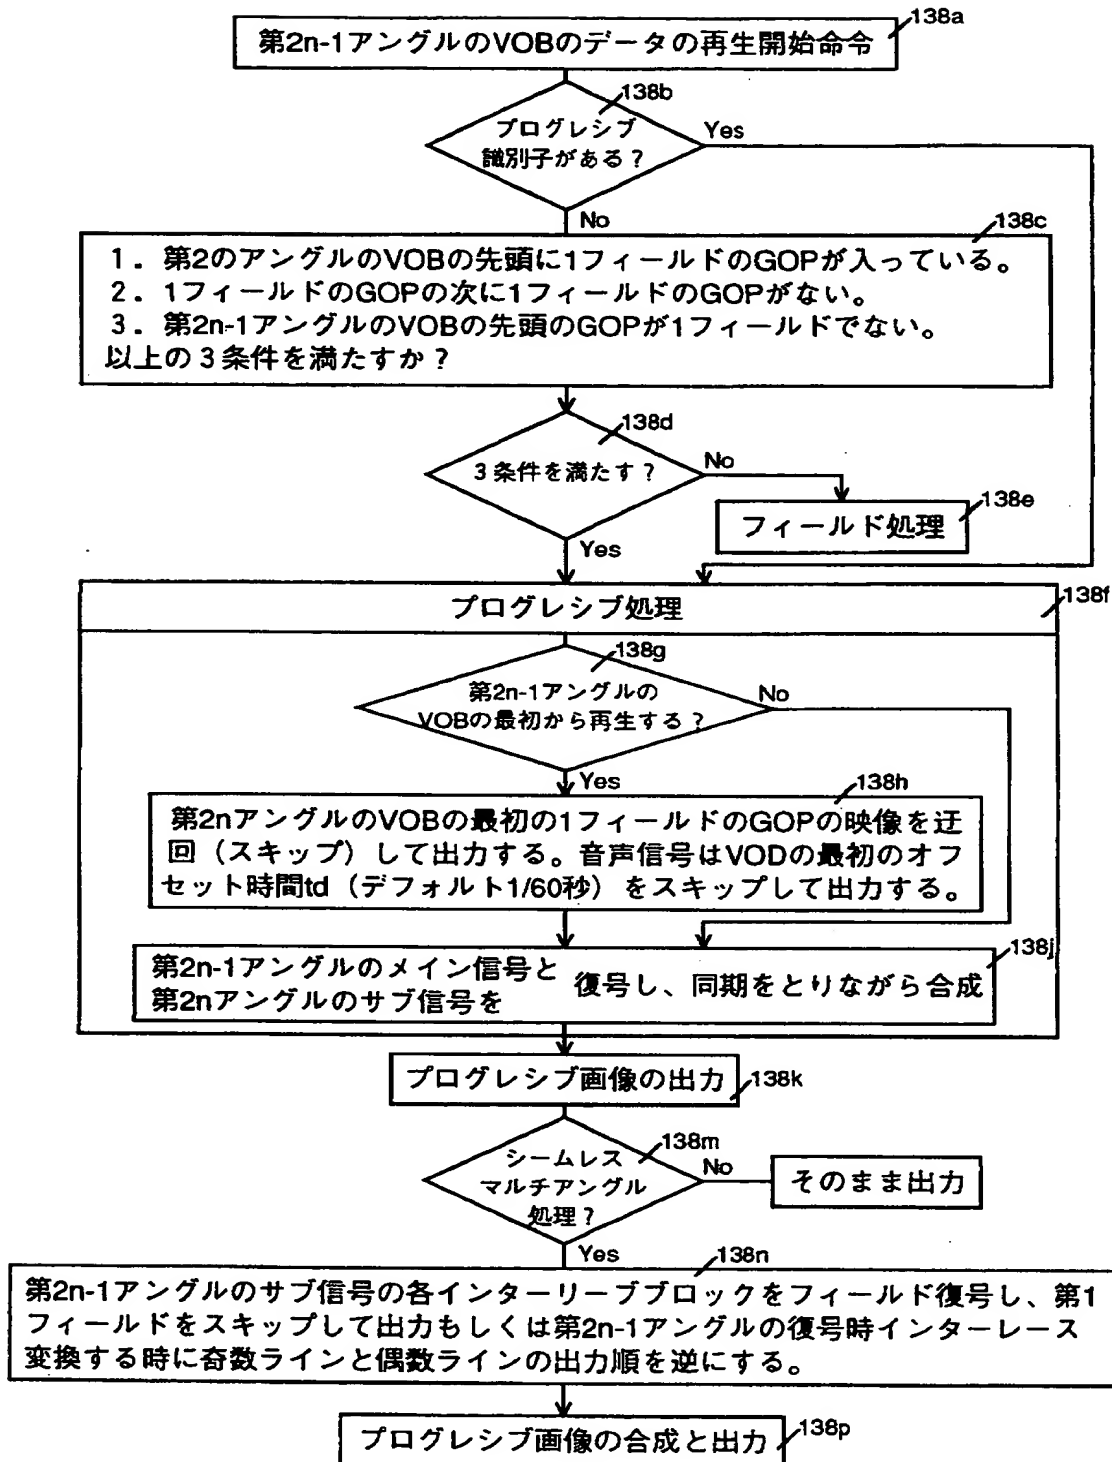 138a
第2n-1アングルのVOBのデータの再生開始命令
138b
プログレシブ
識別子がある？
Yes
No
138c
1．第2のアングルのVOBの先頭に1フィールドのGOPが入っている。
2．1フィールドのGOPの次に1フィールドのGOPがない。
3．第2n-1アングルのVOBの先頭のGOPが1フィールドでない。
以上の３条件を満たすか？
138d
３条件を満たす？
No
138e
フィールド処理
Yes
プログレシブ処理
138f
138g
第2n-1アングルの
VOBの最初から再生する？
No
Yes
138h
第2nアングルのVOBの最初の1フィールドのGOPの映像を迂
回（スキップ）して出力する。音声信号はVODの最初のオフ
セット時間td（デフォルト1/60秒）をスキップして出力する。
138j
第2n-1アングルのメイン信号と
第2nアングルのサブ信号を
復号し、同期をとりながら合成
プログレシブ画像の出力
138k
138m
シームレス
マルチアングル
処理？
No
そのまま出力
Yes
138n
第2n-1アングルのサブ信号の各インターリーブブロックをフィールド復号し、第1
フィールドをスキップして出力もしくは第2n-1アングルの復号時インターレース
変換する時に奇数ラインと偶数ラインの出力順を逆にする。
プログレシブ画像の合成と出力
138p